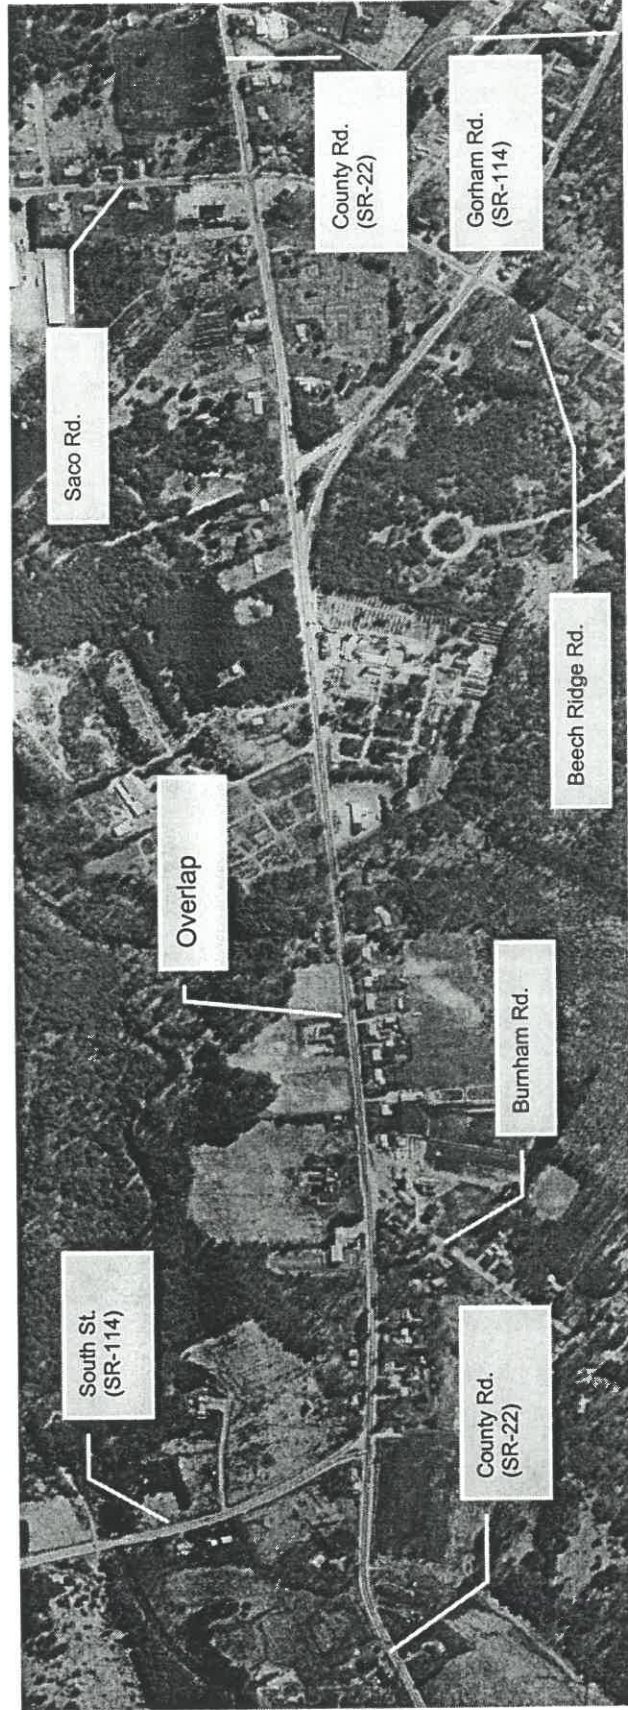 South St.
(SR-114)
County Rd.
(SR-22)
Burnham Rd.
Overlap
Saco Rd.
Beech Ridge Rd.
County Rd.
(SR-22)
Gorham Rd.
(SR-114)